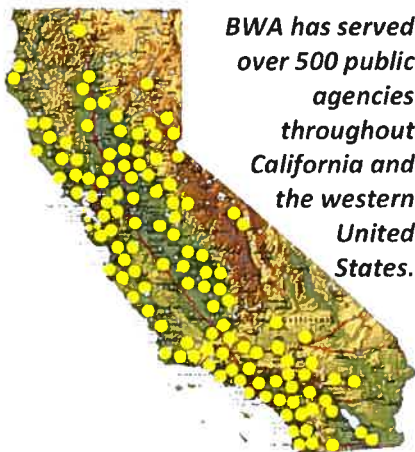 BWA has served
over 500 public
agencies
throughout
California and
the western
United
States.